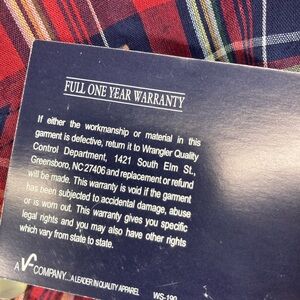 FULL ONE YEAR WARRANTY
If either the workmanship or material in this
garment is defective, return it to Wrangler Quality
Control Department, 1421 South Elm St.,
Greensboro, NC 27406 and replacement or refund
will be made. This warranty is void if the garment
has been subjected to accidental damage, abuse
or is worn out. This warranty gives you specific
legal rights and you may also have other rights
which vary from state to state.
A VF COMPANY...A LEADER IN QUALITY APPAREL
WS-190